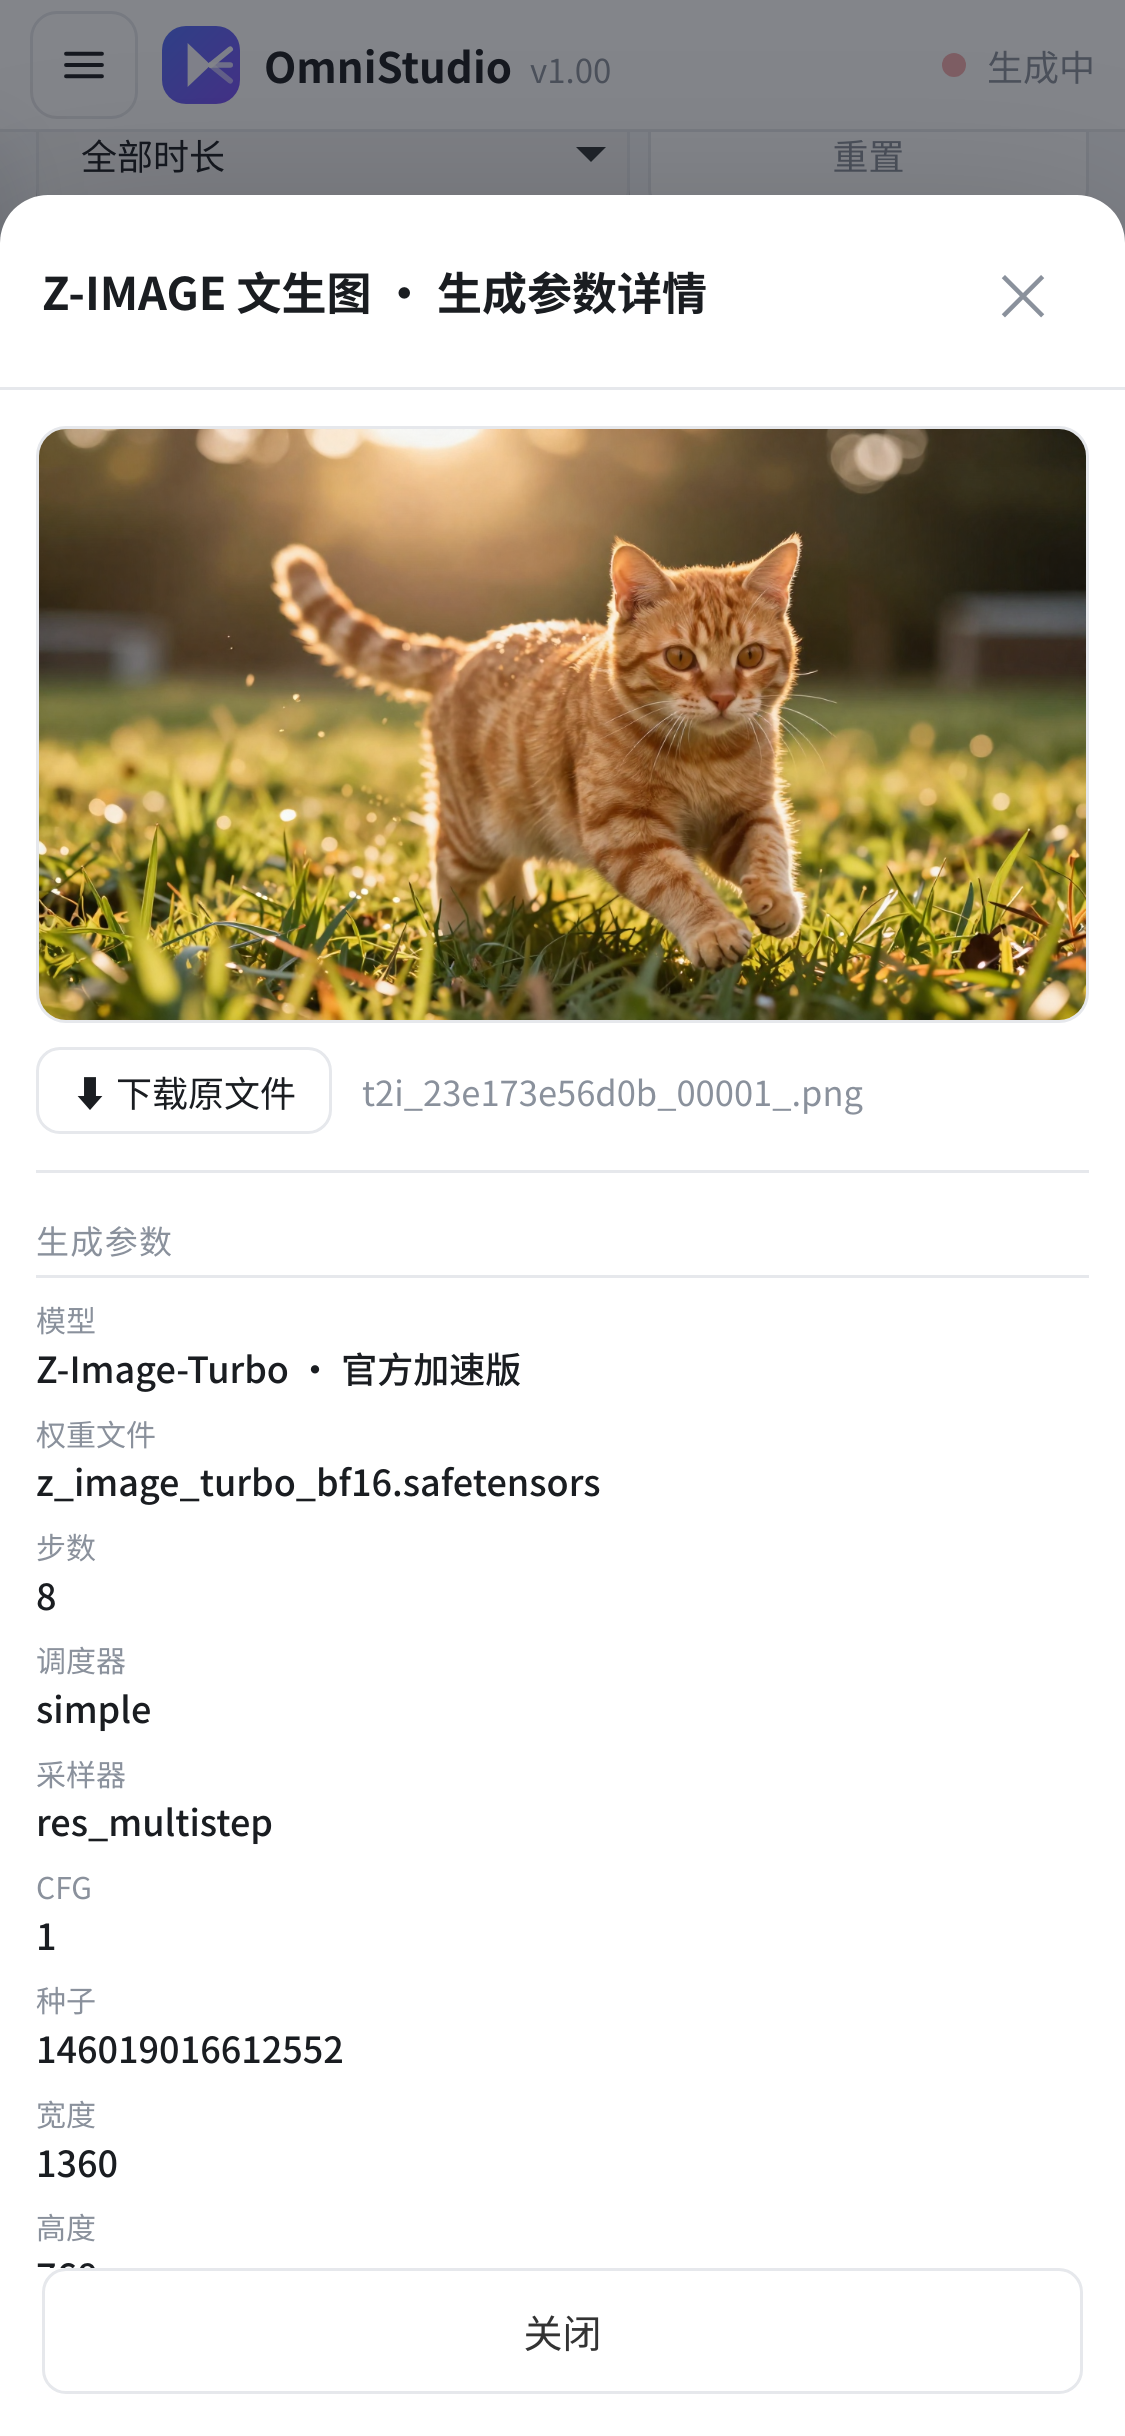 OmniStudio v1.00
生成中
全部时长
重置
Z-IMAGE 文生图 · 生成参数详情
下载原文件
t2i_23e173e56d0b_00001_.png
生成参数
模型
Z-Image-Turbo · 官方加速版
权重文件
z_image_turbo_bf16.safetensors
步数
8
调度器
simple
采样器
res_multistep
CFG
1
种子
146019016612552
宽度
1360
高度
关闭